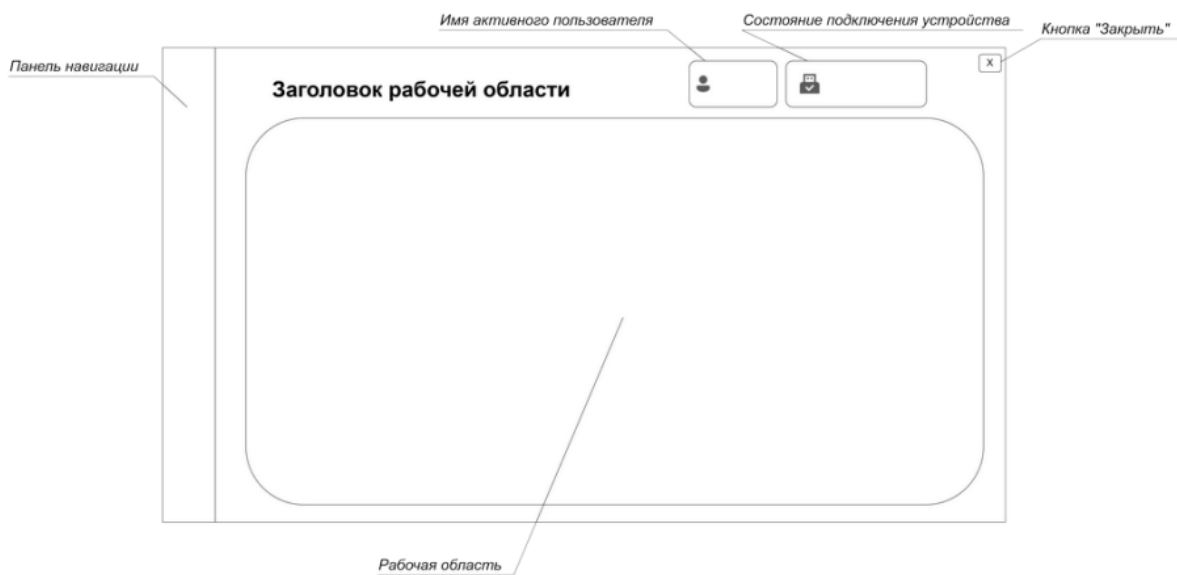 Имя активного пользователя
Состояние подключения устройства
Кнопка "Закрыть"
Панель навигации
X
Заголовок рабочей области
Рабочая область